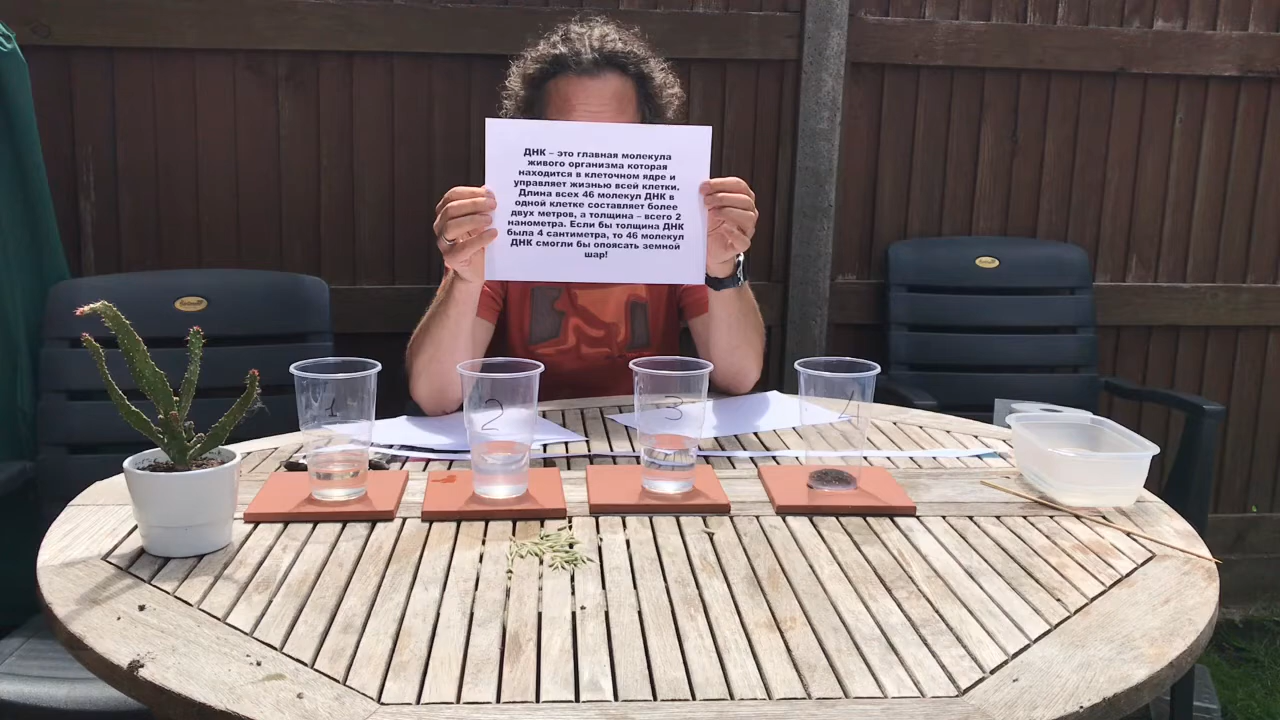 ДНК – это главная молекула
живого организма которая
находится в клеточном ядре и
управляет жизнью всей клетки.
Длина всех 46 молекул ДНК в
одной клетке составляет более
двух метров, а толщина – всего 2
нанометра. Если бы толщина ДНК
была 4 сантиметра, то 46 молекул
ДНК смогли бы опоясать земной
шар!
1
2
3
4